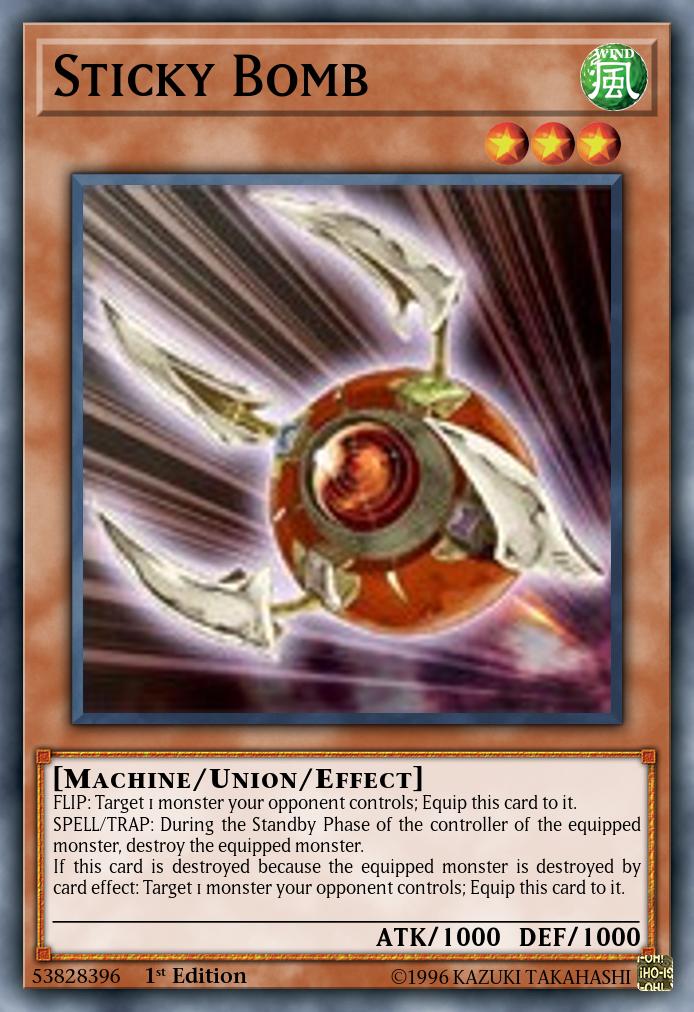 Sticky Bomb
WIND
風
[Machine/Union/Effect]
FLIP: Target 1 monster your opponent controls; Equip this card to it.
SPELL/TRAP: During the Standby Phase of the controller of the equipped
monster, destroy the equipped monster.
If this card is destroyed because the equipped monster is destroyed by
card effect: Target 1 monster your opponent controls; Equip this card to it.
ATK/1000 DEF/1000
53828396 1st Edition ©1996 KAZUKI TAKAHASHI